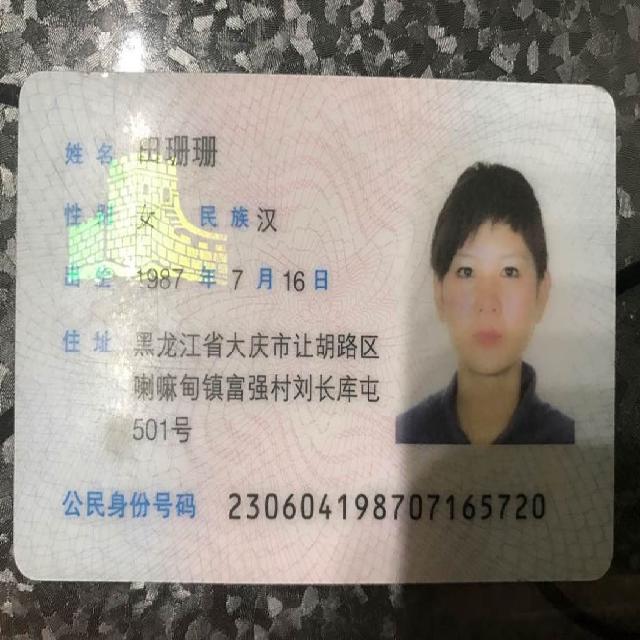 姓名 田珊珊
性别 女 民族 汉
出生 1987 年 7 月 16 日
住址 黑龙江省大庆市让胡路区
喇嘛甸镇富强村刘长库屯
501号
公民身份号码 230604198707165720